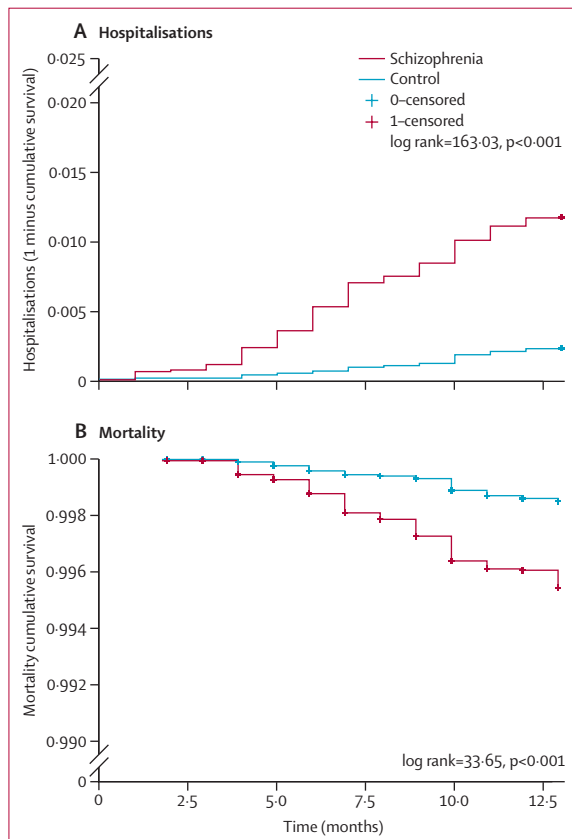 A Hospitalisations
0·025
0·020
0·015
0·010
0·005
0
Hospitalisations (1 minus cumulative survival)
Schizophrenia
Control
0–censored
1–censored
log rank=163·03, p<0·001
B Mortality
1·000
0·998
0·996
0·994
0·992
0·990
0
Mortality cumulative survival
log rank=33·65, p<0·001
0 2·5 5·0 7·5 10·0 12·5
Time (months)